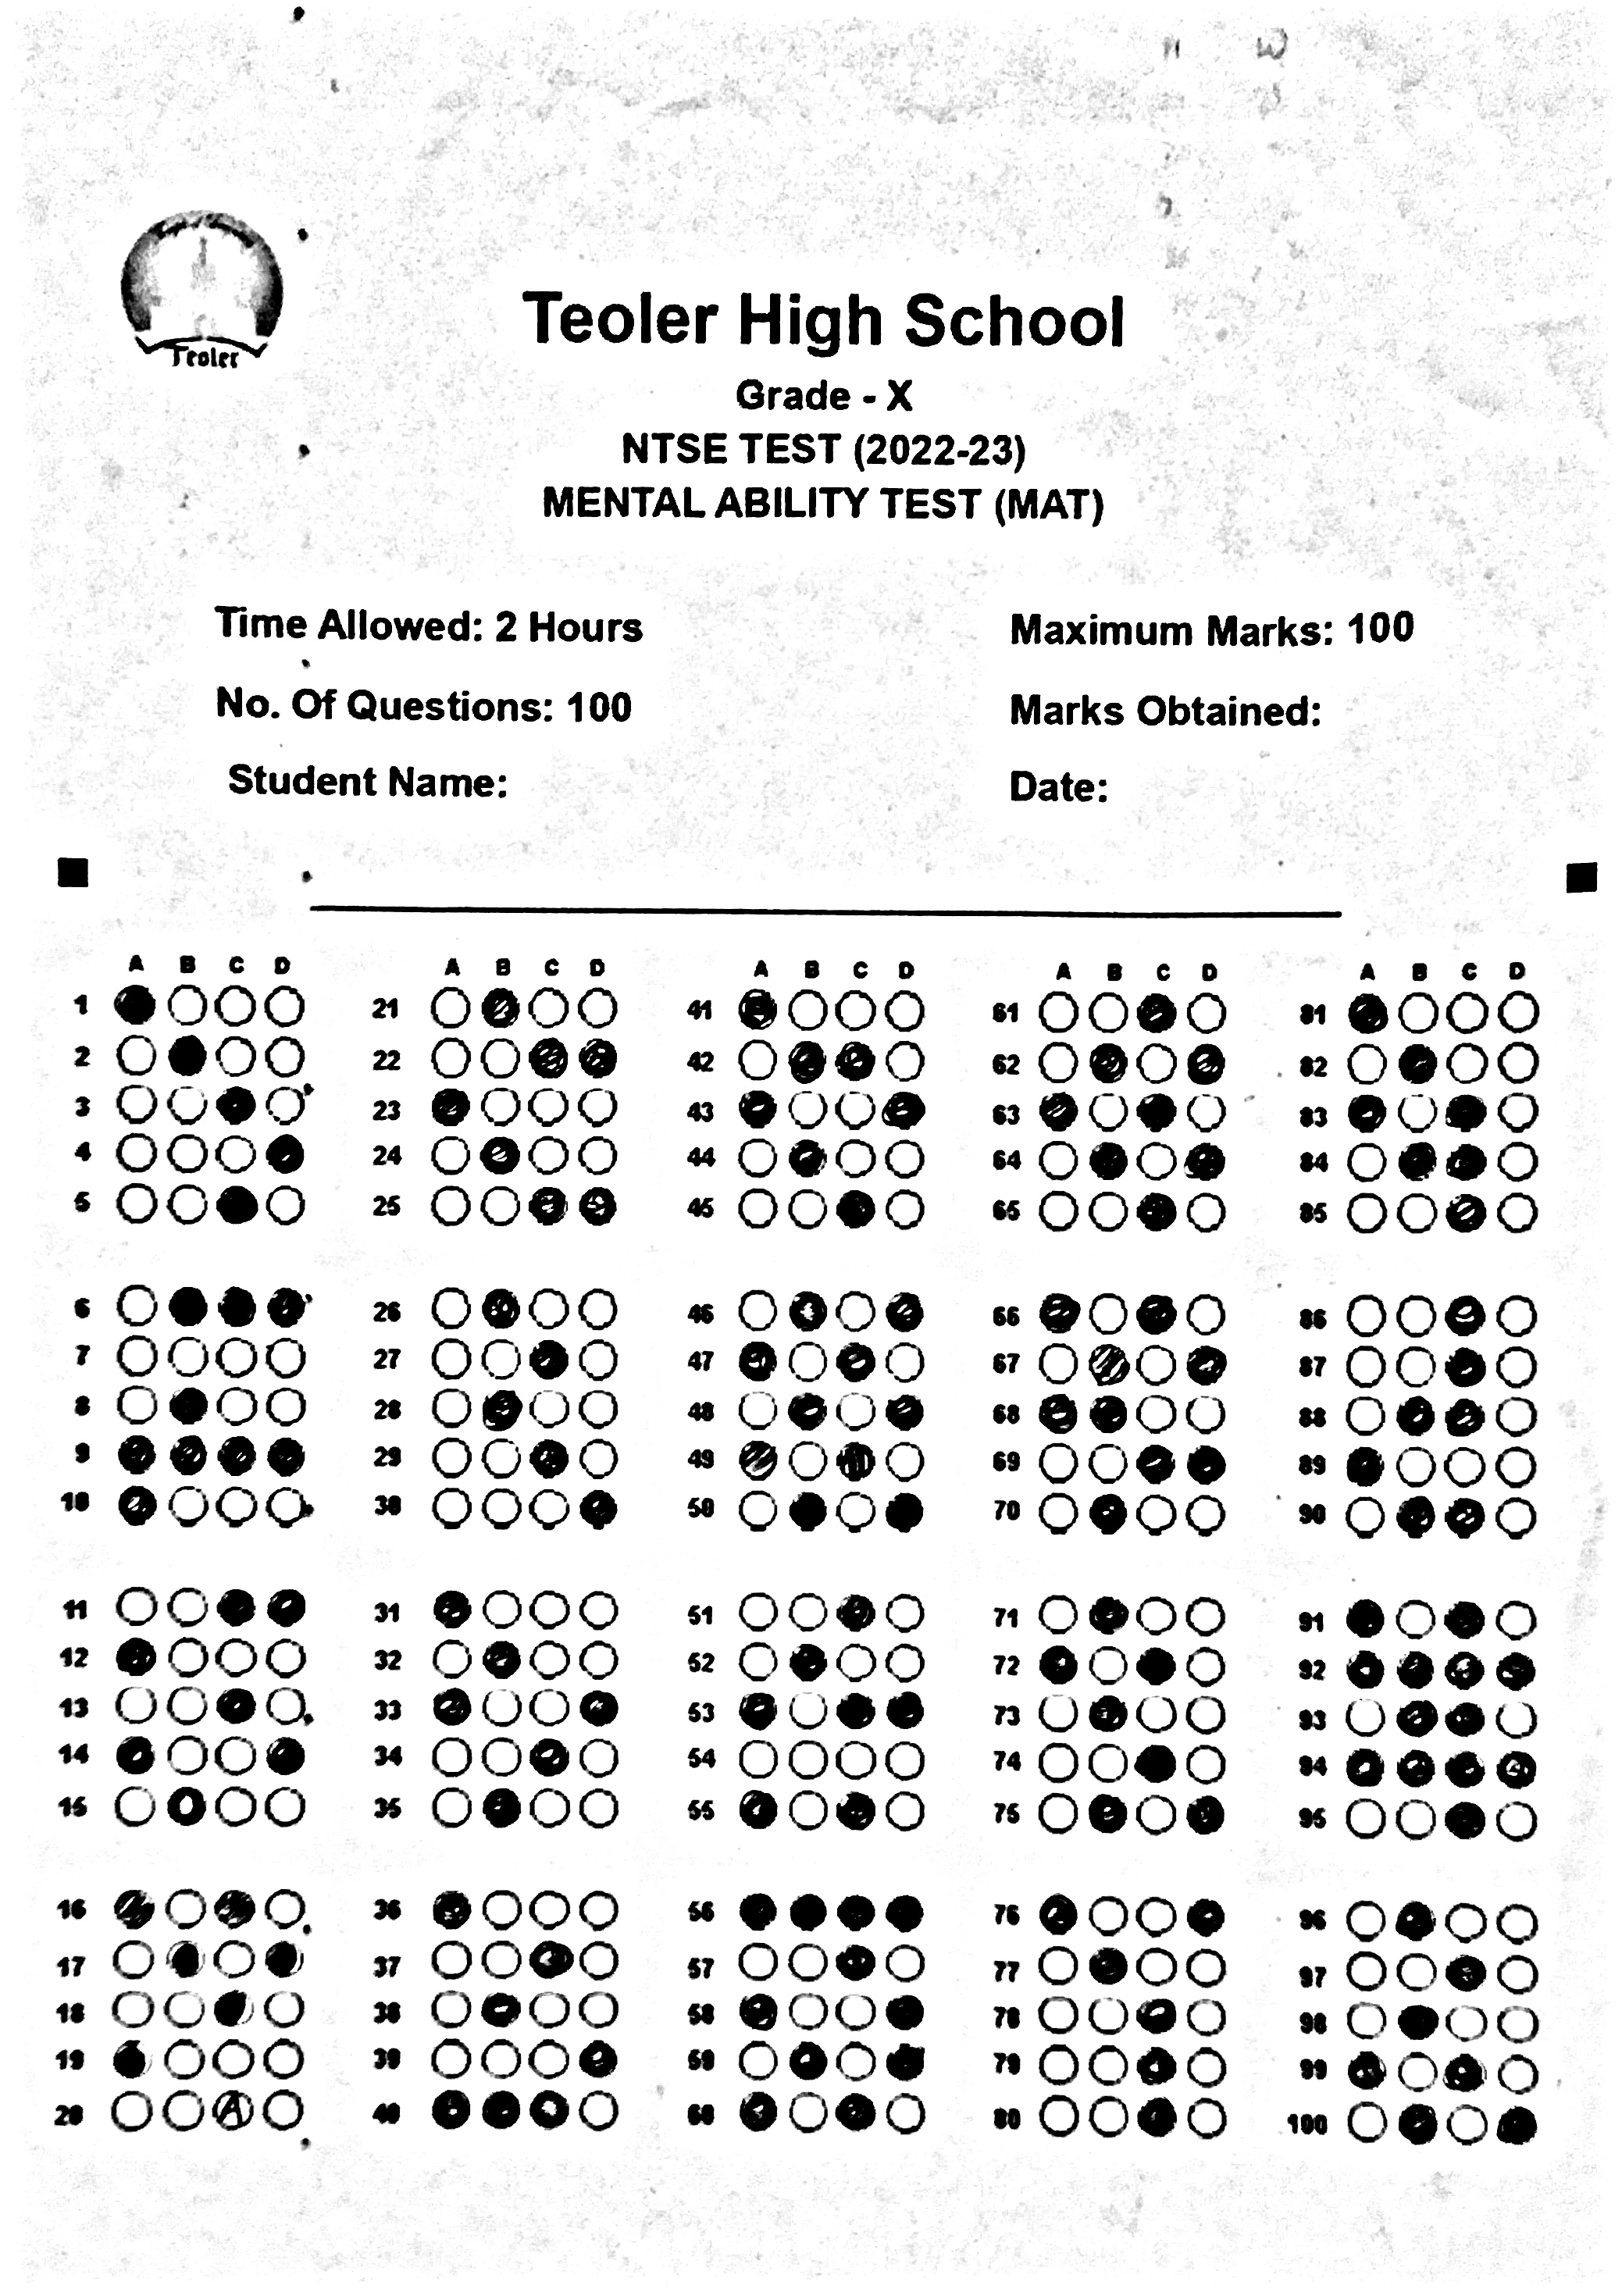 Teoler
Teoler High School
Grade - X
NTSE TEST (2022-23)
MENTAL ABILITY TEST (MAT)
Time Allowed: 2 Hours
Maximum Marks: 100
No. Of Questions: 100
Marks Obtained:
Student Name:
Date:
A B C D A B C D A B C D A B C D A B C D
1 21 41 61 81
2 22 42 62 82
3 23 43 63 83
4 24 44 64 84
5 25 45 65 85
6 26 46 66 86
7 27 47 67 87
8 28 48 68 88
9 29 49 69 89
10 30 50 70 90
11 31 51 71 91
12 32 52 72 92
13 33 53 73 93
14 34 54 74 94
15 35 55 75 95
16 36 56 76 96
17 37 57 77 97
18 38 58 78 98
19 39 59 79 99
20 A 40 60 80 100